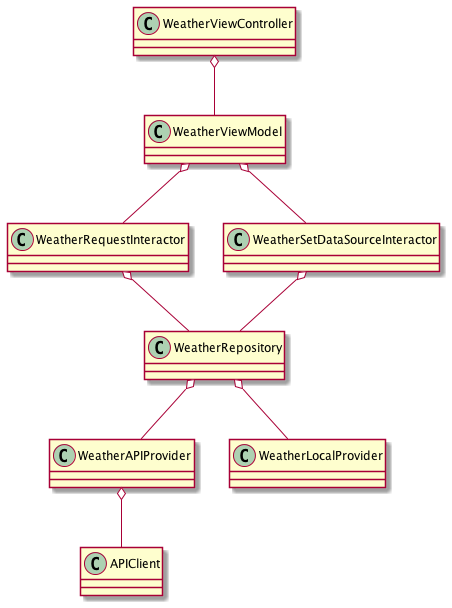 C WeatherViewController
C WeatherViewModel
C WeatherRequestInteractor
C WeatherSetDataSourceInteractor
C WeatherRepository
C WeatherAPIProvider
C WeatherLocalProvider
C APIClient